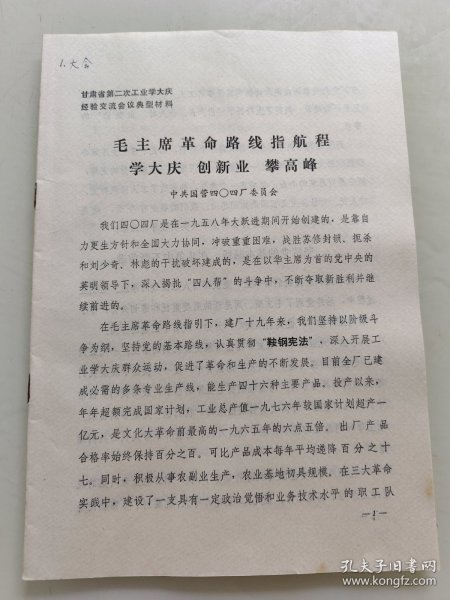 1.大会
甘肃省第二次工业学大庆
经验交流会议典型材料
毛主席革命路线指航程
学大庆 创新业 攀高峰
中共国营四〇四厂委员会
我们四〇四厂是在一九五八年大跃进期间开始创建的，是靠自
力更生方针和全国大力协同，冲破重重困难，战胜苏修封锁、扼杀
和刘少奇、林彪的干扰破坏建成的，是在以华主席为首的党中央的
英明领导下，深入揭批“四人帮”的斗争中，不断夺取新胜利并继
续前进的。
在毛主席革命路线指引下，建厂十九年来，我们坚持以阶级斗
争为纲，坚持党的基本路线，认真贯彻“鞍钢宪法”，深入开展工
业学大庆群众运动，促进了革命和生产的不断发展。目前全厂已建
成必需的多条专业生产线，能生产四十六种主要产品。投产以来，
年年超额完成国家计划，工业总产值一九七六年较国家计划超产一
亿元，是文化大革命前最高的一九六五年的六点五倍。出厂产品
合格率始终保持百分之百。可比产品成本每年平均递降百分之十
七。同时，积极从事农副业生产，农业基地初具规模。在三大革命
实践中，建设了一支具有一定政治觉悟和业务技术水平的职工队
—1—
孔夫子旧书网
www.kongfz.com